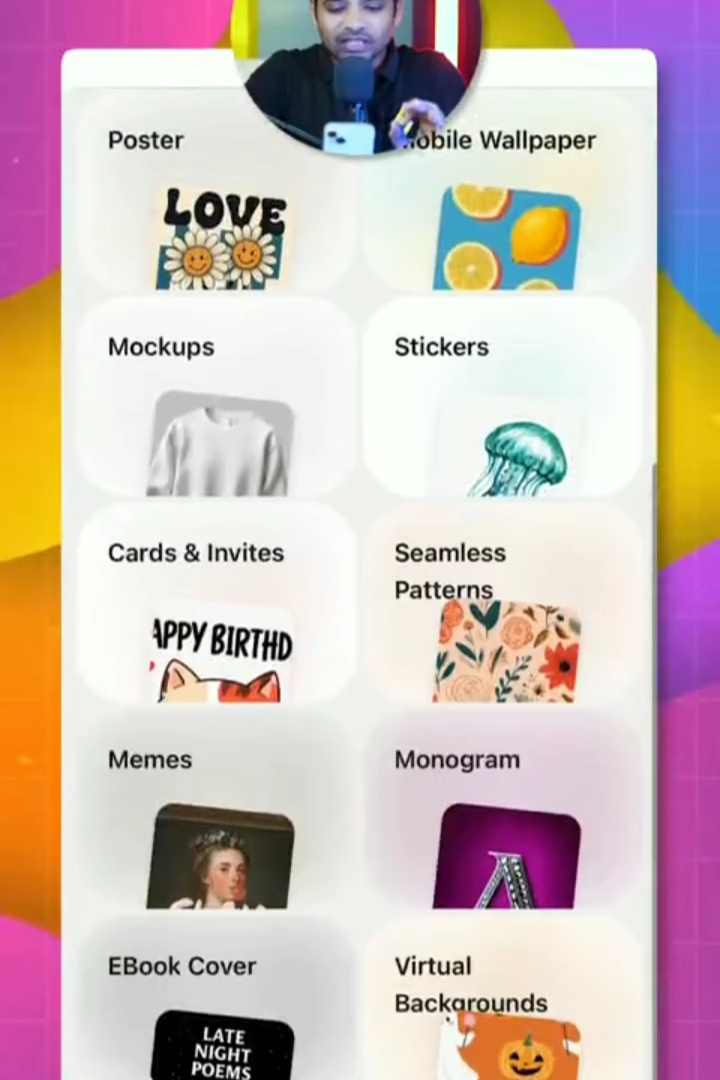 Poster
Mobile Wallpaper
LOVE
Mockups
Stickers
Cards & Invites
Seamless
Patterns
APPY BIRTHD
Memes
Monogram
A
EBook Cover
Virtual
Backgrounds
LATE
NIGHT
POEMS